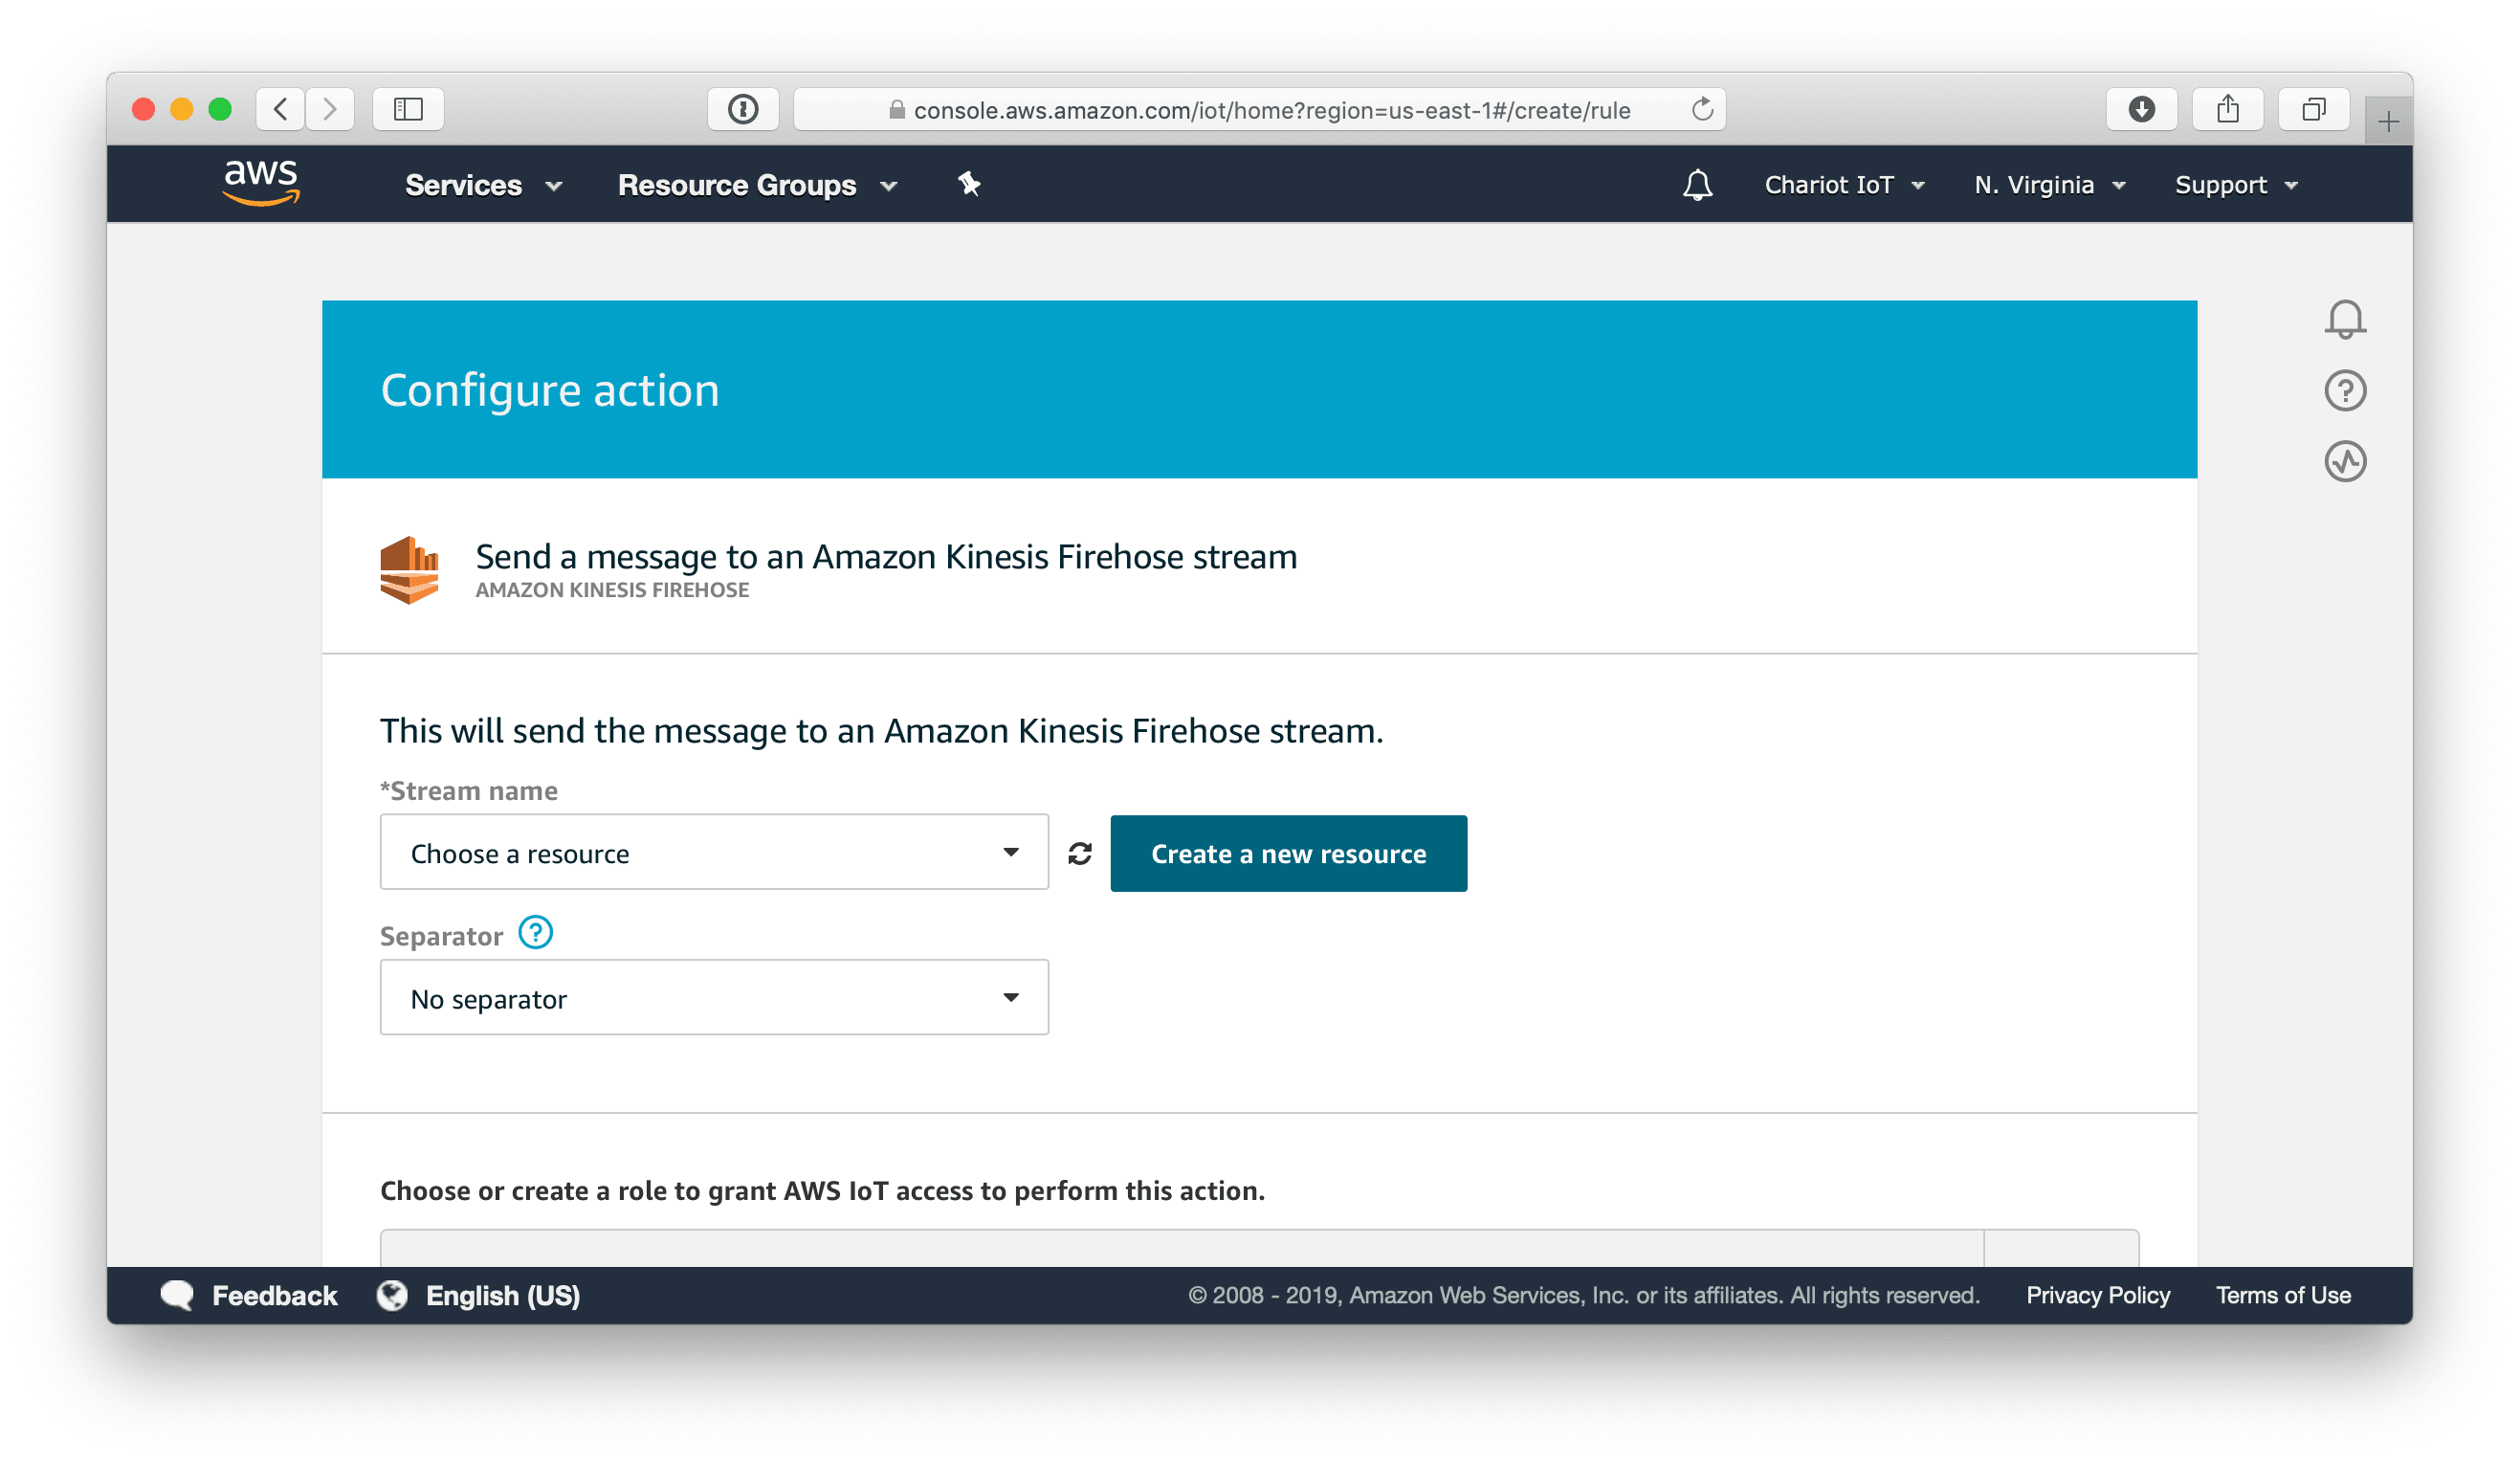 console.aws.amazon.com/iot/home?region=us-east-1#/create/rule
aws Services Resource Groups Chariot IoT N. Virginia Support
Configure action
Send a message to an Amazon Kinesis Firehose stream
AMAZON KINESIS FIREHOSE
This will send the message to an Amazon Kinesis Firehose stream.
*Stream name
Choose a resource Create a new resource
Separator ?
No separator
Choose or create a role to grant AWS IoT access to perform this action.
Feedback English (US) © 2008 - 2019, Amazon Web Services, Inc. or its affiliates. All rights reserved. Privacy Policy Terms of Use